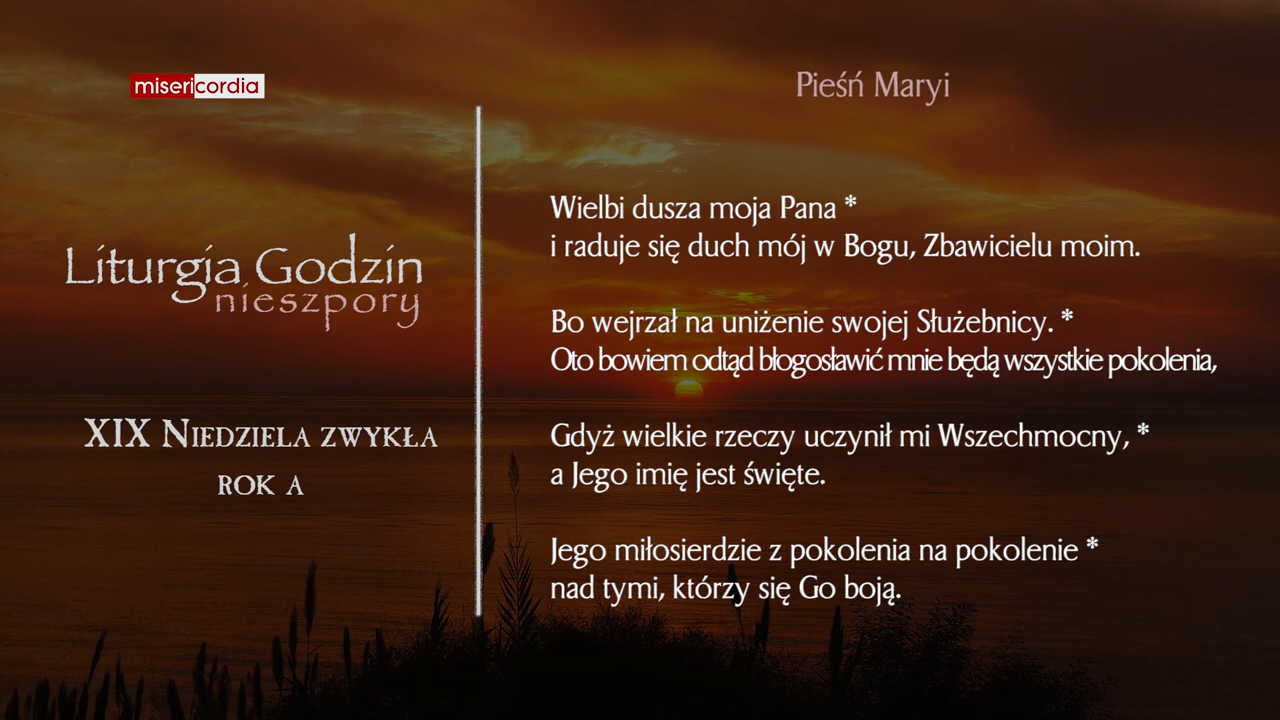 misericordia
Liturgia Godzin
nieszpory
XIX Niedziela zwykła
rok A
Pieśń Maryi
Wielbi dusza moja Pana *
i raduje się duch mój w Bogu, Zbawicielu moim.
Bo wejrzał na uniżenie swojej Służebnicy. *
Oto bowiem odtąd błogosławić mnie będą wszystkie pokolenia,
Gdyż wielkie rzeczy uczynił mi Wszechmocny, *
a Jego imię jest święte.
Jego miłosierdzie z pokolenia na pokolenie *
nad tymi, którzy się Go boją.